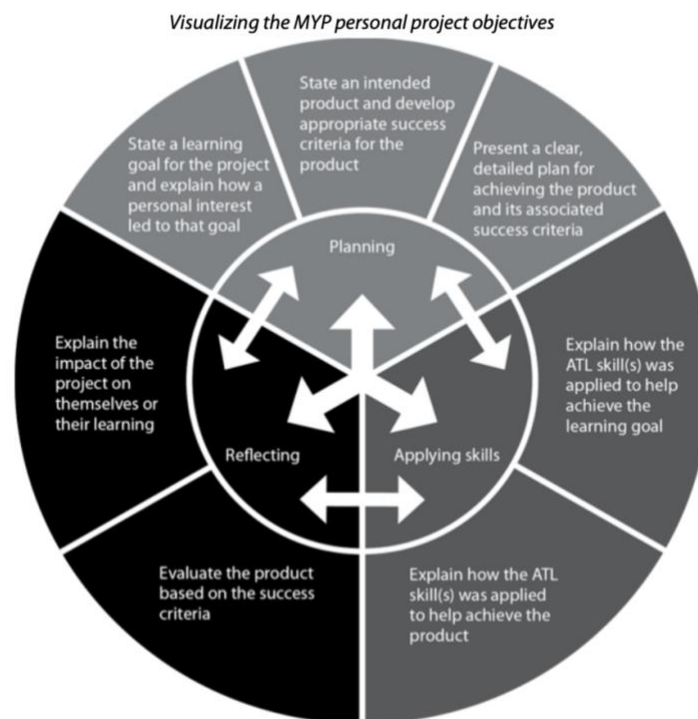 Visualizing the MYP personal project objectives
State an intended
product and develop
appropriate success
criteria for the
product
State a learning
goal for the project
and explain how a
personal interest
led to that goal
Present a clear,
detailed plan for
achieving the product
and its associated
success criteria
Planning
Explain the
impact of the
project on
themselves or
their learning
Explain how the
ATL skill(s) was
applied to help
achieve the
learning goal
Reflecting
Applying skills
Evaluate the product
based on the success
criteria
Explain how the ATL
skill(s) was applied
to help achieve the
product